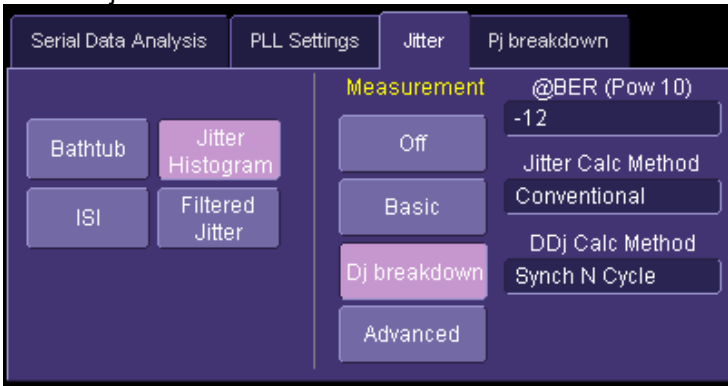 Serial Data Analysis
PLL Settings
Jitter
Pj breakdown
Bathtub
Jitter
Histogram
ISI
Filtered
Jitter
Measurement
Off
Basic
Dj breakdown
Advanced
@BER (Pow 10)
-12
Jitter Calc Method
Conventional
DDj Calc Method
Synch N Cycle